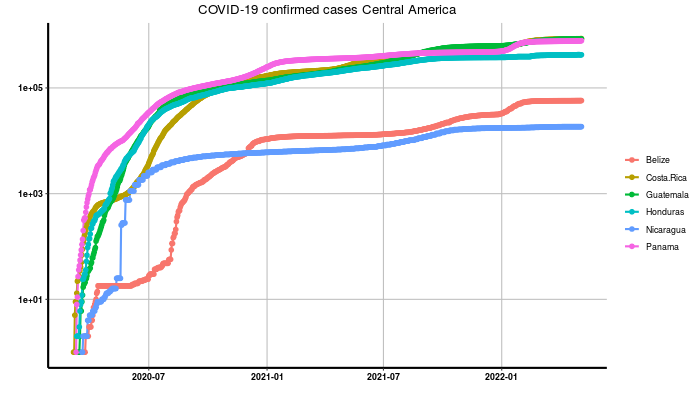 COVID-19 confirmed cases Central America
1e+05
1e+03
1e+01
2020-07
2021-01
2021-07
2022-01
Belize
Costa.Rica
Guatemala
Honduras
Nicaragua
Panama